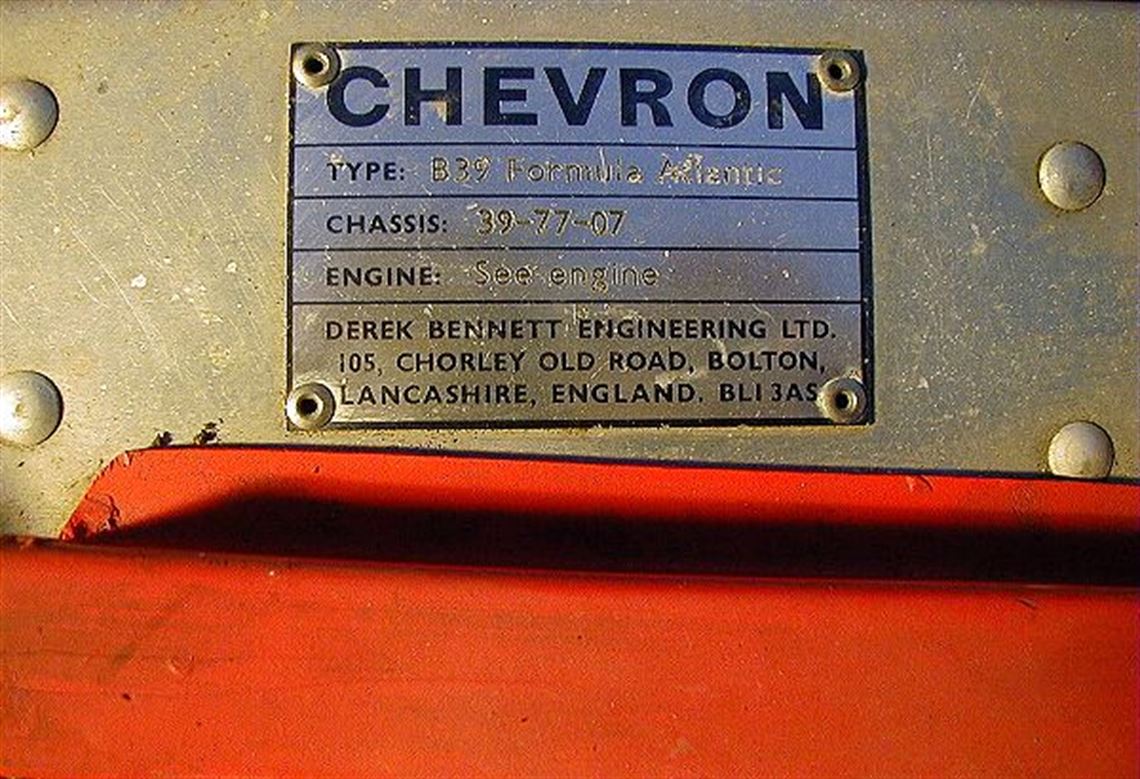 CHEVRON
TYPE: B39 Formula Atlantic
CHASSIS: 39-77-07
ENGINE: See engine
DEREK BENNETT ENGINEERING LTD.
105, CHORLEY OLD ROAD, BOLTON,
LANCASHIRE, ENGLAND. BL1 3AS